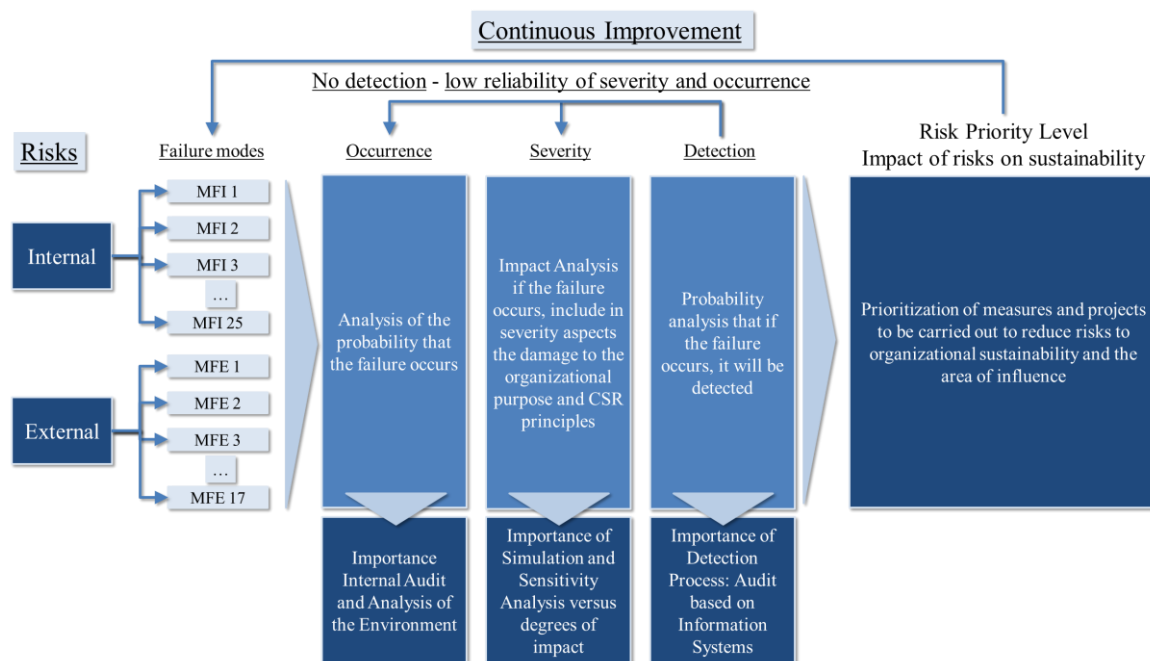 Continuous Improvement
No detection - low reliability of severity and occurrence
Risks
Failure modes
Occurrence
Severity
Detection
Risk Priority Level
Impact of risks on sustainability
Internal
MFI 1
MFI 2
MFI 3
...
MFI 25
External
MFE 1
MFE 2
MFE 3
...
MFE 17
Analysis of the
probability that
the failure occurs
Impact Analysis
if the failure
occurs, include in
severity aspects
the damage to the
organizational
purpose and CSR
principles
Probability
analysis that if
the failure
occurs, it will be
detected
Prioritization of measures and projects
to be carried out to reduce risks to
organizational sustainability and the
area of influence
Importance
Internal Audit
and Analysis of
the Environment
Importance of
Simulation and
Sensitivity
Analysis versus
degrees of
impact
Importance of
Detection
Process: Audit
based on
Information
Systems